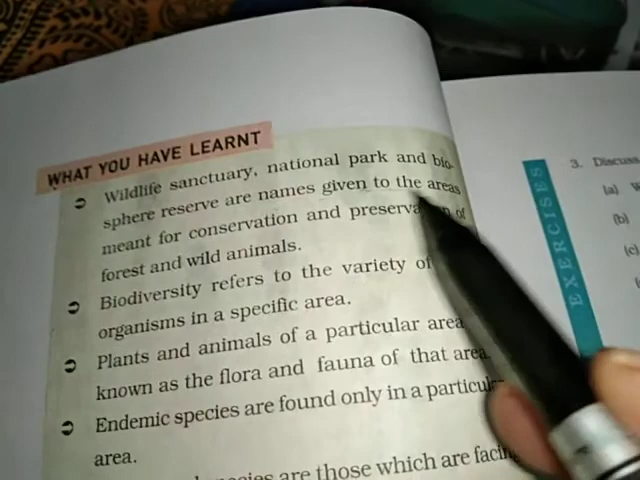 WHAT YOU HAVE LEARNT
➲ Wildlife sanctuary, national park and bio-
sphere reserve are names given to the areas
meant for conservation and preserva of
forest and wild animals.
➲ Biodiversity refers to the variety of
organisms in a specific area.
➲ Plants and animals of a particular area
known as the flora and fauna of that area
➲ Endemic species are found only in a particul
area.
are those which are facin
EXERCISES
3. Discuss
(a) W
(b)
(c)